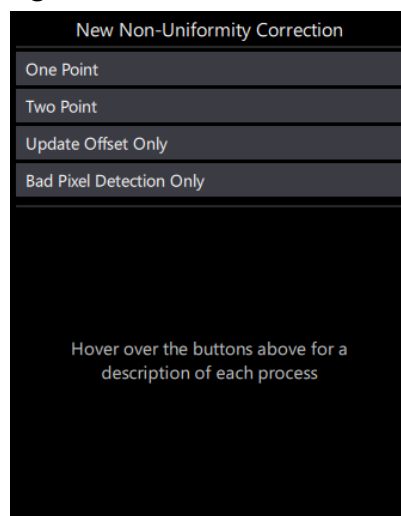 New Non-Uniformity Correction
One Point
Two Point
Update Offset Only
Bad Pixel Detection Only
Hover over the buttons above for a
description of each process